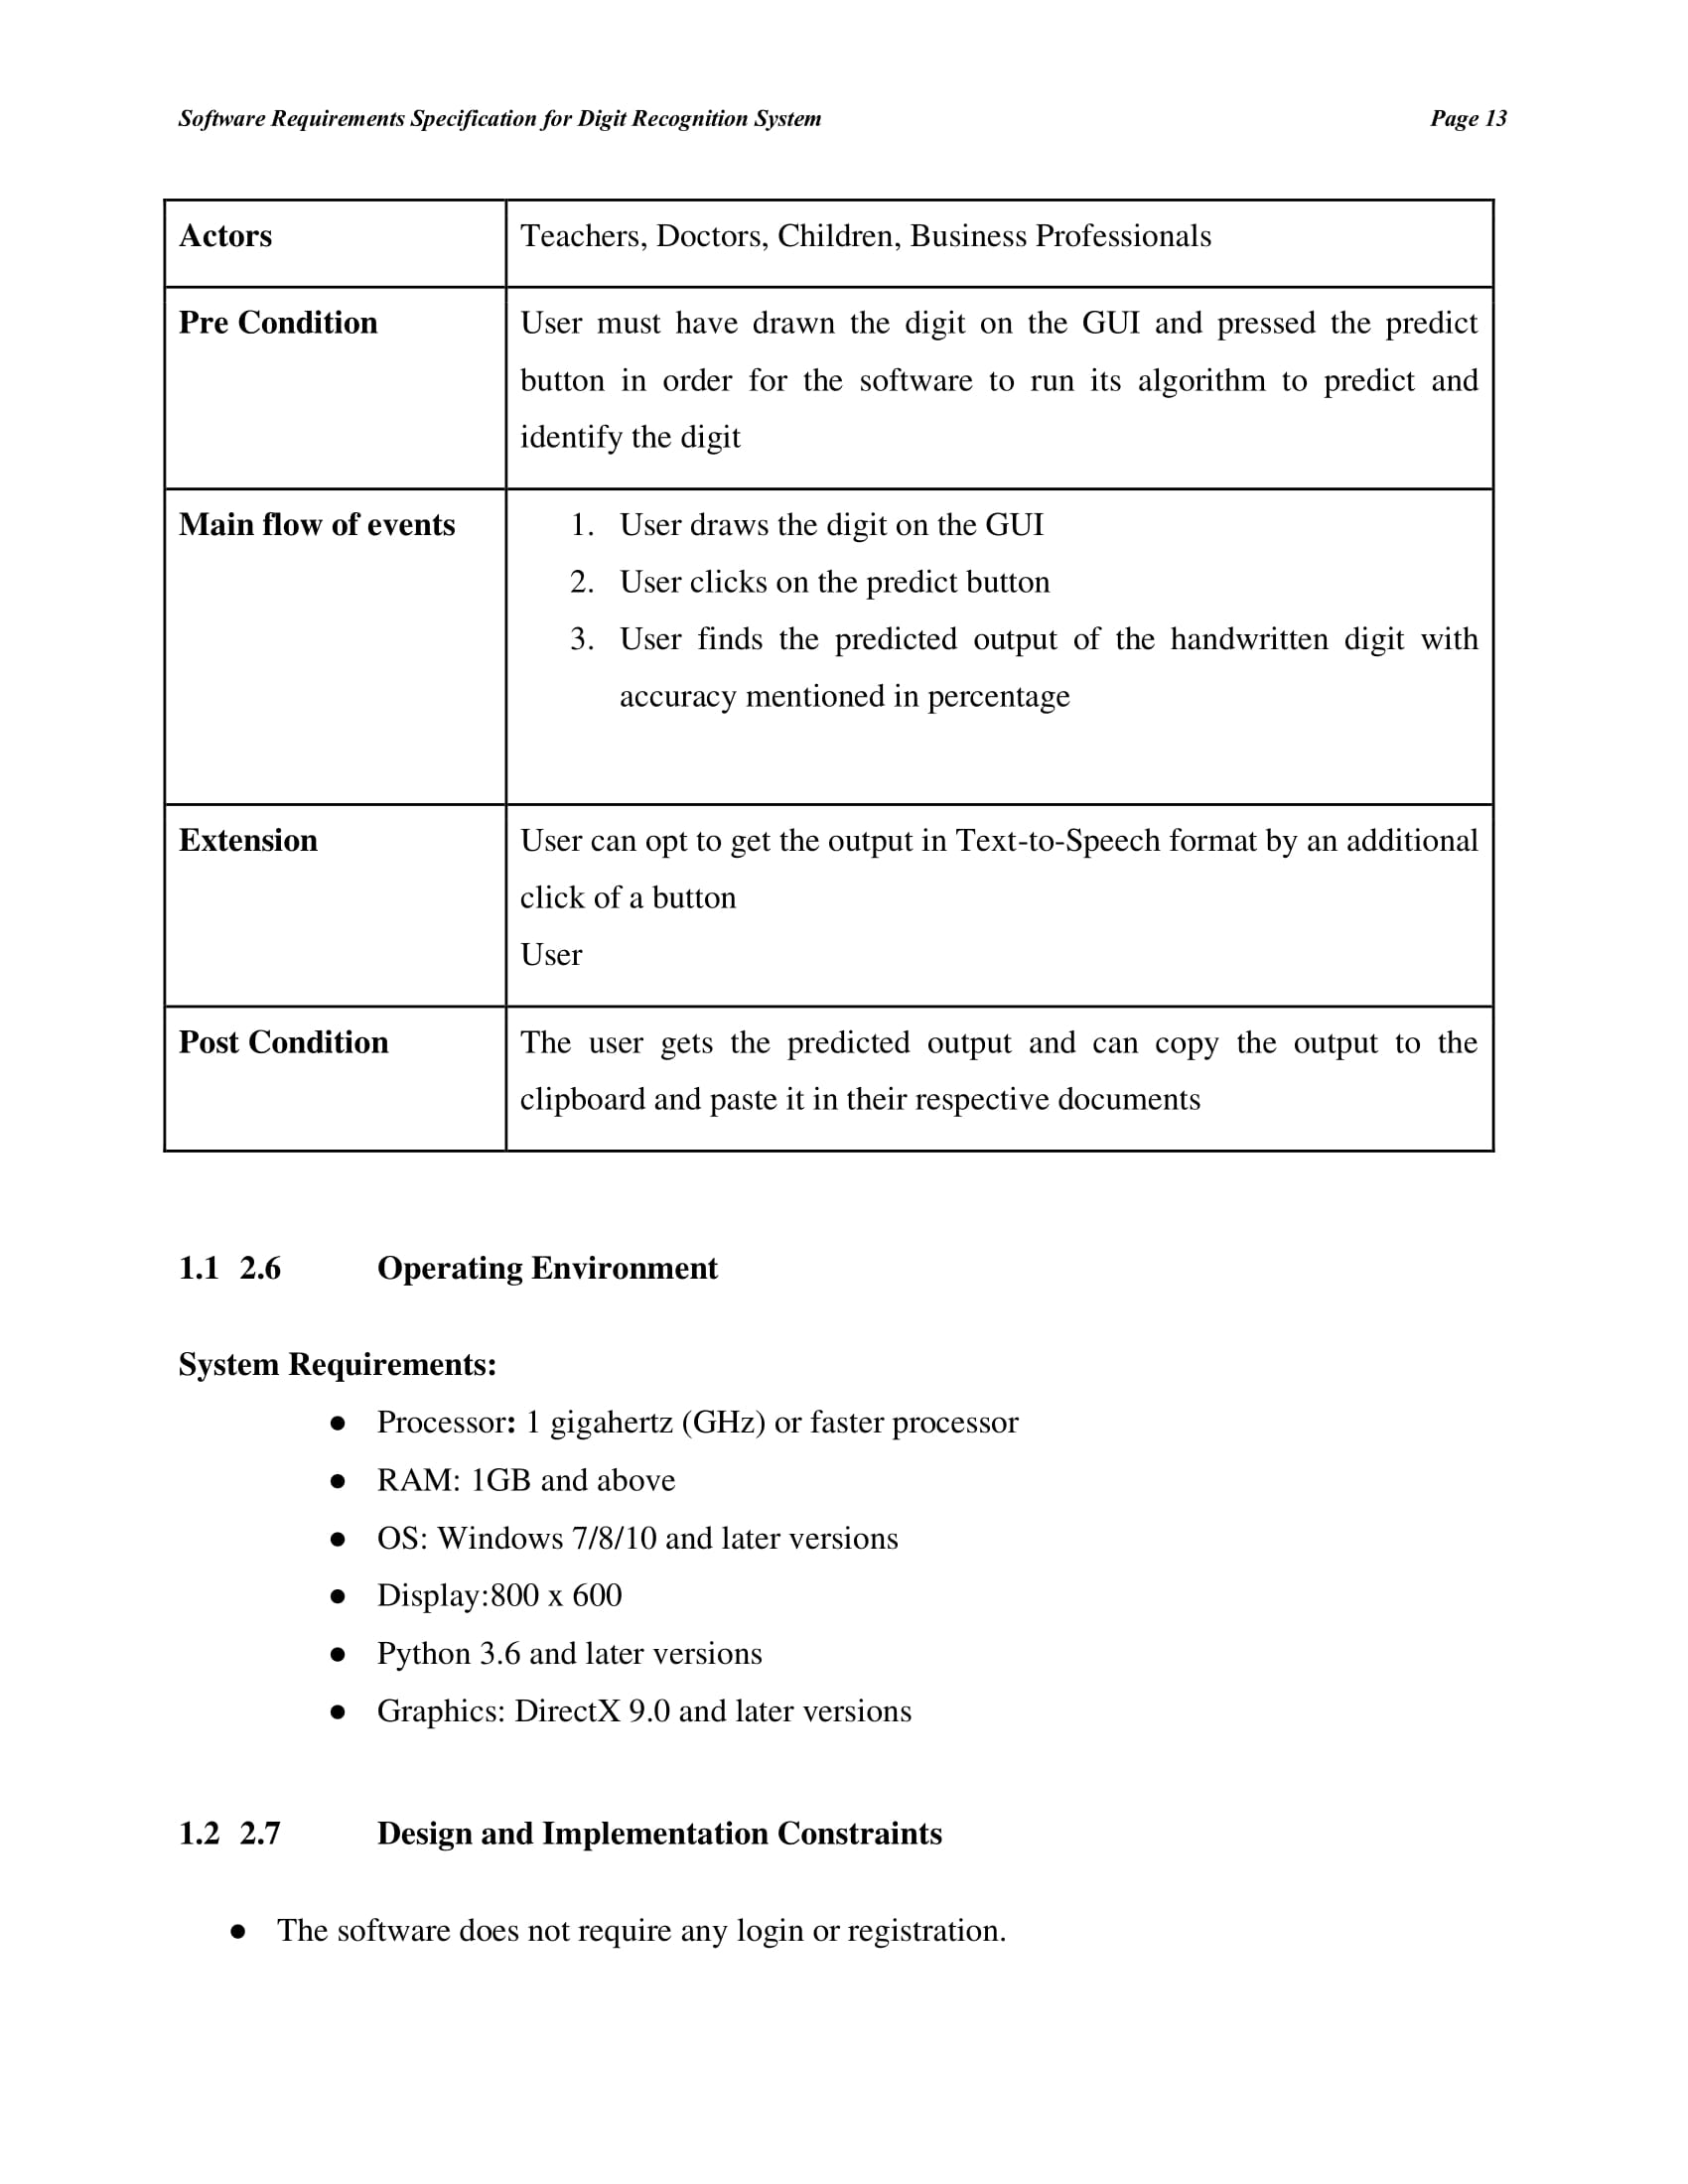 Software Requirements Specification for Digit Recognition System Page 13
Actors Teachers, Doctors, Children, Business Professionals
Pre Condition User must have drawn the digit on the GUI and pressed the predict
button in order for the software to run its algorithm to predict and
identify the digit
Main flow of events 1. User draws the digit on the GUI
2. User clicks on the predict button
3. User finds the predicted output of the handwritten digit with
accuracy mentioned in percentage
Extension User can opt to get the output in Text-to-Speech format by an additional
click of a button
User
Post Condition The user gets the predicted output and can copy the output to the
clipboard and paste it in their respective documents
1.1 2.6 Operating Environment
System Requirements:
● Processor: 1 gigahertz (GHz) or faster processor
● RAM: 1GB and above
● OS: Windows 7/8/10 and later versions
● Display:800 x 600
● Python 3.6 and later versions
● Graphics: DirectX 9.0 and later versions
1.2 2.7 Design and Implementation Constraints
● The software does not require any login or registration.